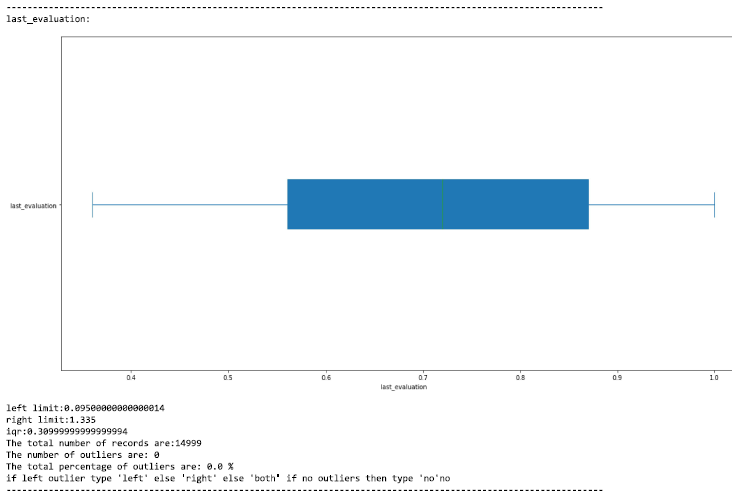 last_evaluation:
last_evaluation
0.4 0.5 0.6 0.7 0.8 0.9 1.0
last_evaluation
left limit:0.09500000000000014
right limit:1.335
iqr:0.30999999999999994
The total number of records are:14999
The number of outliers are: 0
The total percentage of outliers are: 0.0 %
if left outlier type 'left' else 'right' else 'both" if no outliers then type 'no'no